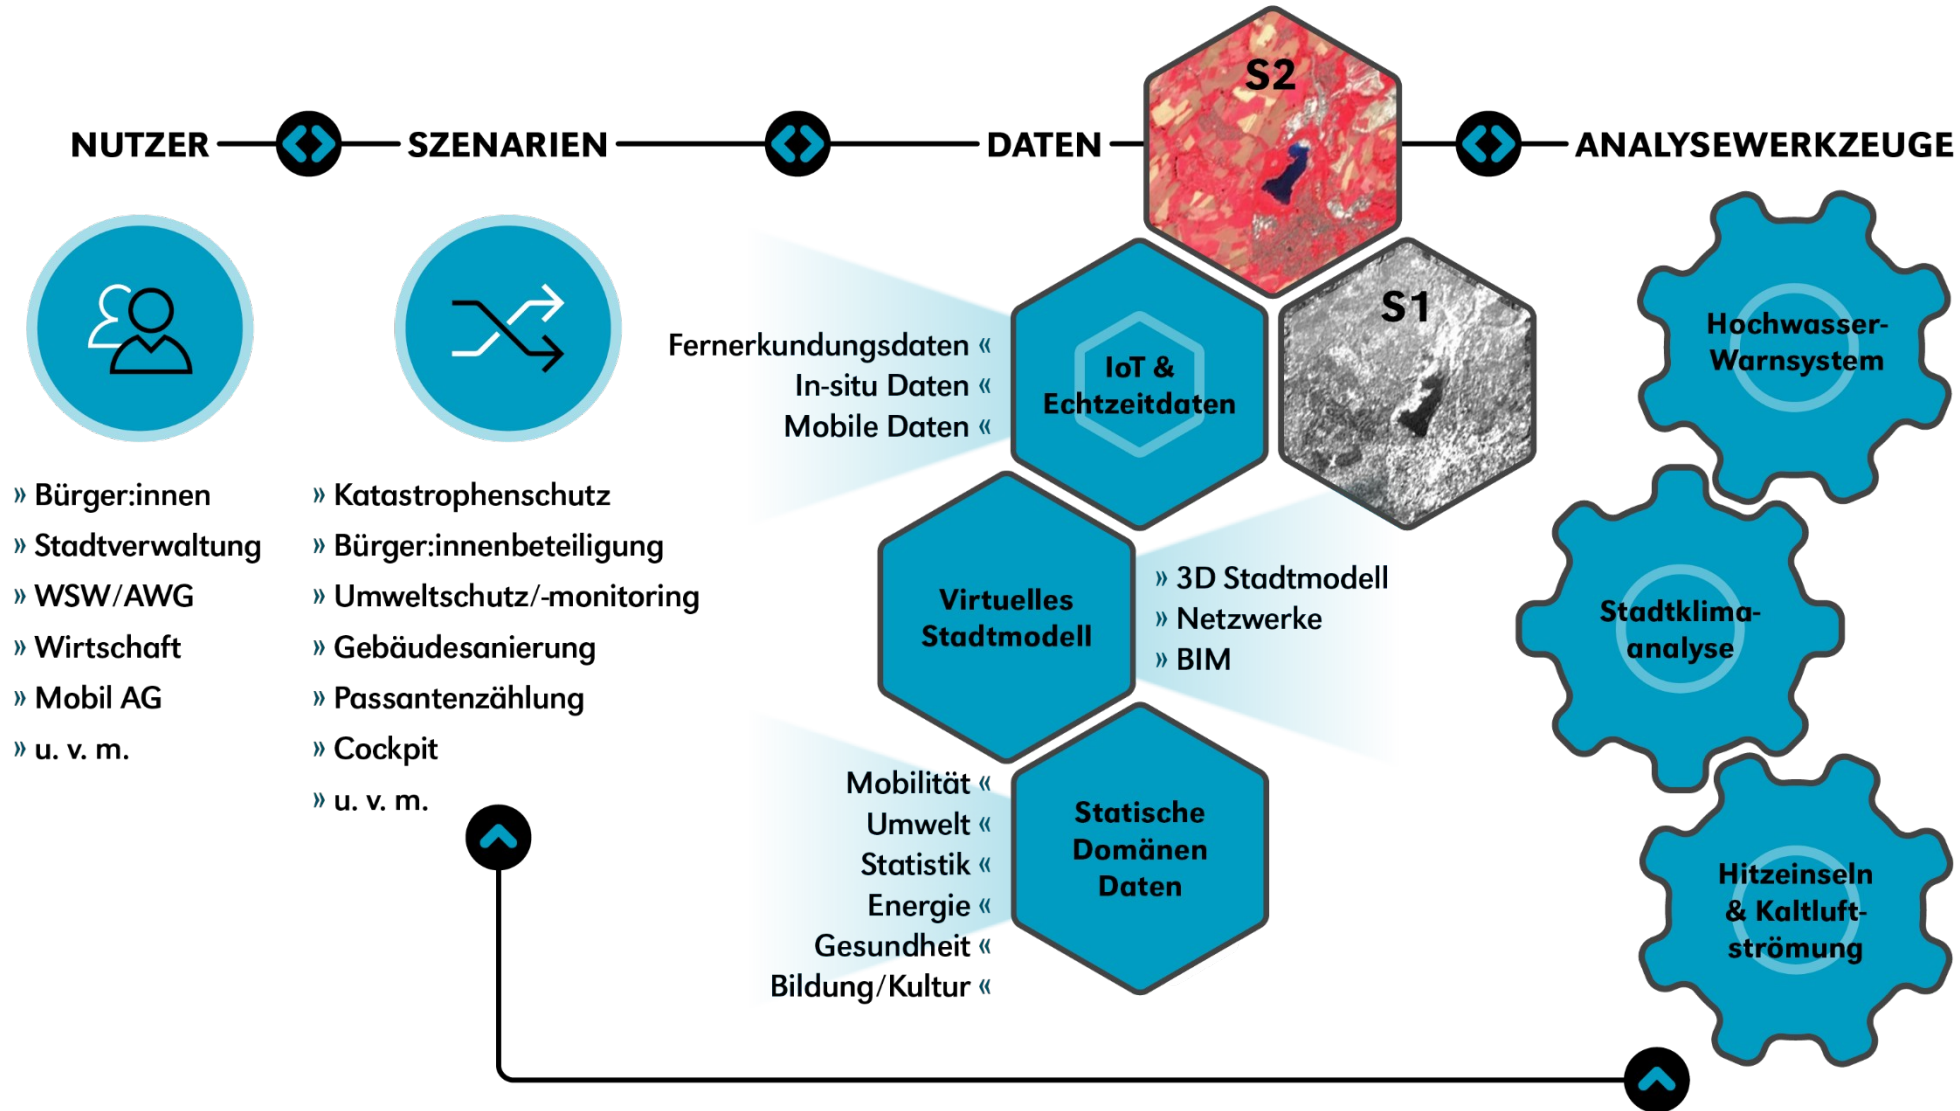 NUTZER
SZENARIEN
DATEN
ANALYSEWERKZEUGE
» Bürger:innen
» Stadtverwaltung
» WSW/AWG
» Wirtschaft
» Mobil AG
» u. v. m.
» Katastrophenschutz
» Bürger:innenbeteiligung
» Umweltschutz/-monitoring
» Gebäudesanierung
» Passantenzählung
» Cockpit
» u. v. m.
S2
S1
Fernerkundungsdaten «
In-situ Daten «
Mobile Daten «
IoT &
Echtzeitdaten
Virtuelles
Stadtmodell
» 3D Stadtmodell
» Netzwerke
» BIM
Mobilität «
Umwelt «
Statistik «
Energie «
Gesundheit «
Bildung/Kultur «
Statische
Domänen
Daten
Hochwasser-
Warnsystem
Stadtklima-
analyse
Hitzeinseln
& Kaltluft-
strömung